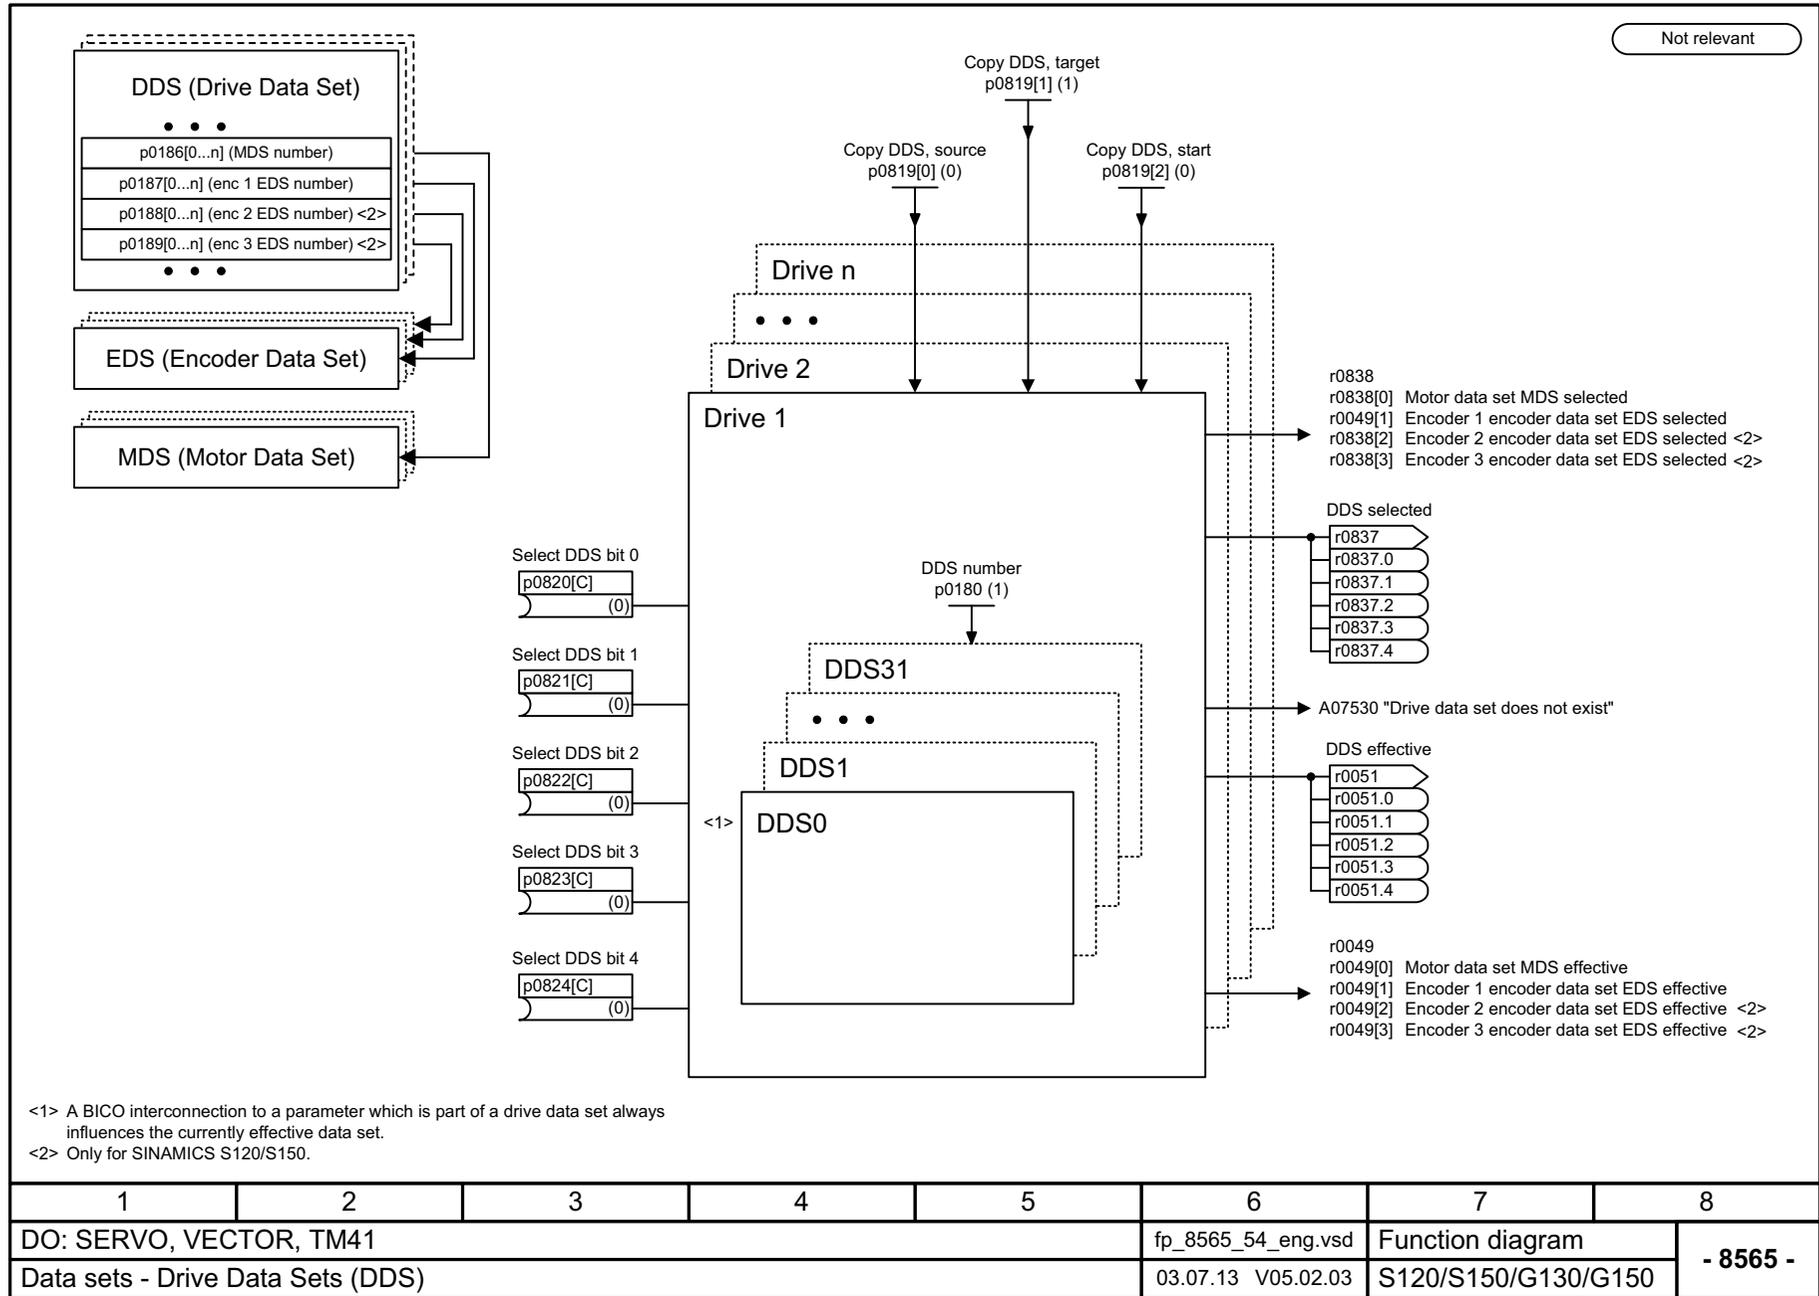 Not relevant
DDS (Drive Data Set)
• • •
p0186[0...n] (MDS number)
p0187[0...n] (enc 1 EDS number)
p0188[0...n] (enc 2 EDS number) <2>
p0189[0...n] (enc 3 EDS number) <2>
• • •
EDS (Encoder Data Set)
MDS (Motor Data Set)
Copy DDS, target
p0819[1] (1)
Copy DDS, source
p0819[0] (0)
Copy DDS, start
p0819[2] (0)
Drive n
• • •
Drive 2
Drive 1
Select DDS bit 0
p0820[C]
(0)
Select DDS bit 1
p0821[C]
(0)
Select DDS bit 2
p0822[C]
(0)
Select DDS bit 3
p0823[C]
(0)
Select DDS bit 4
p0824[C]
(0)
DDS number
p0180 (1)
DDS31
• • •
DDS1
<1>
DDS0
r0838
r0838[0] Motor data set MDS selected
r0049[1] Encoder 1 encoder data set EDS selected
r0838[2] Encoder 2 encoder data set EDS selected <2>
r0838[3] Encoder 3 encoder data set EDS selected <2>
DDS selected
r0837
r0837.0
r0837.1
r0837.2
r0837.3
r0837.4
A07530 "Drive data set does not exist"
DDS effective
r0051
r0051.0
r0051.1
r0051.2
r0051.3
r0051.4
r0049
r0049[0] Motor data set MDS effective
r0049[1] Encoder 1 encoder data set EDS effective
r0049[2] Encoder 2 encoder data set EDS effective <2>
r0049[3] Encoder 3 encoder data set EDS effective <2>
<1> A BICO interconnection to a parameter which is part of a drive data set always
influences the currently effective data set.
<2> Only for SINAMICS S120/S150.
1 2 3 4 5 6 7 8
DO: SERVO, VECTOR, TM41
fp_8565_54_eng.vsd
Function diagram
- 8565 -
Data sets - Drive Data Sets (DDS)
03.07.13 V05.02.03
S120/S150/G130/G150